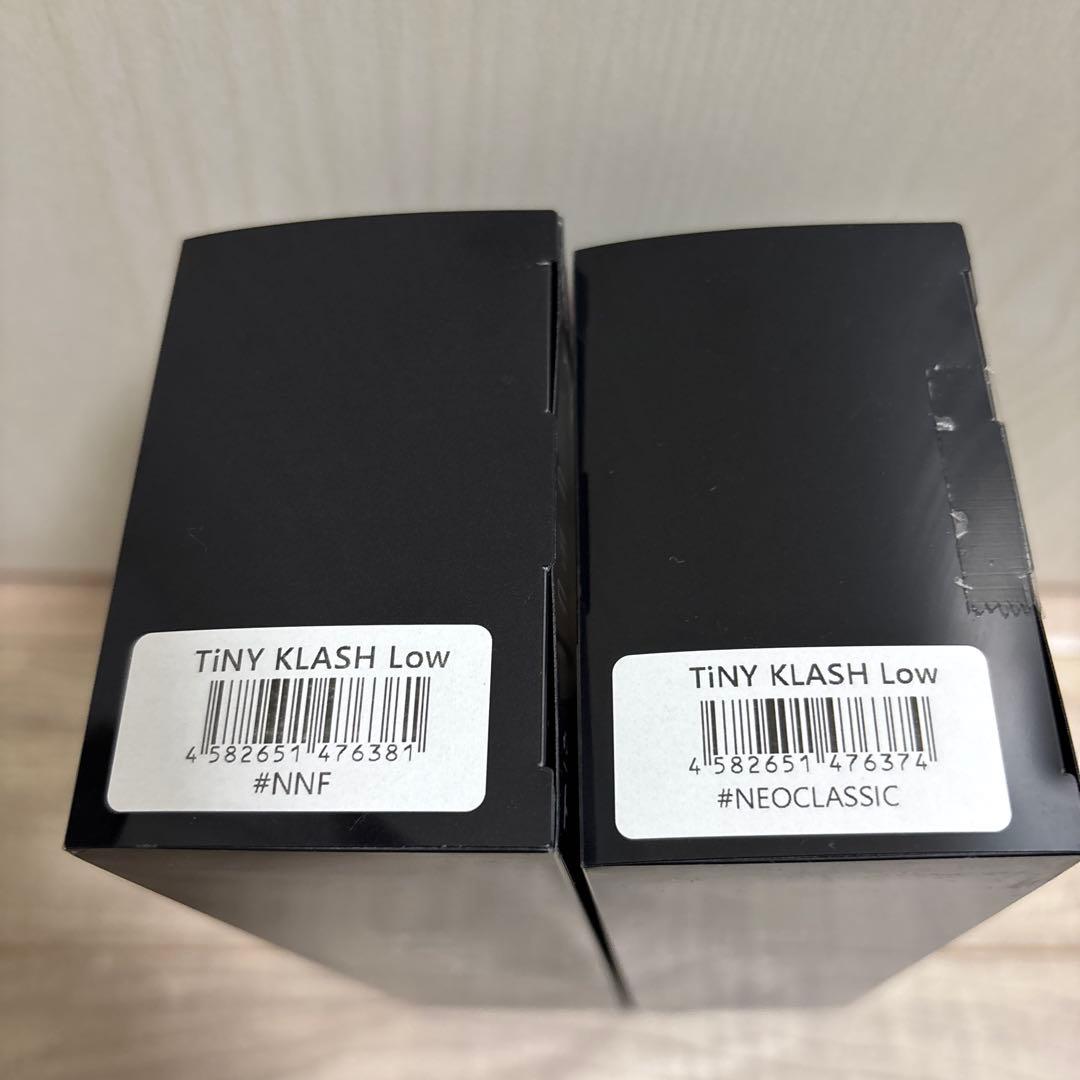 TiNY KLASH Low
4 582651 476381
#NNF
TiNY KLASH Low
4 582651 476374
#NEOCLASSIC